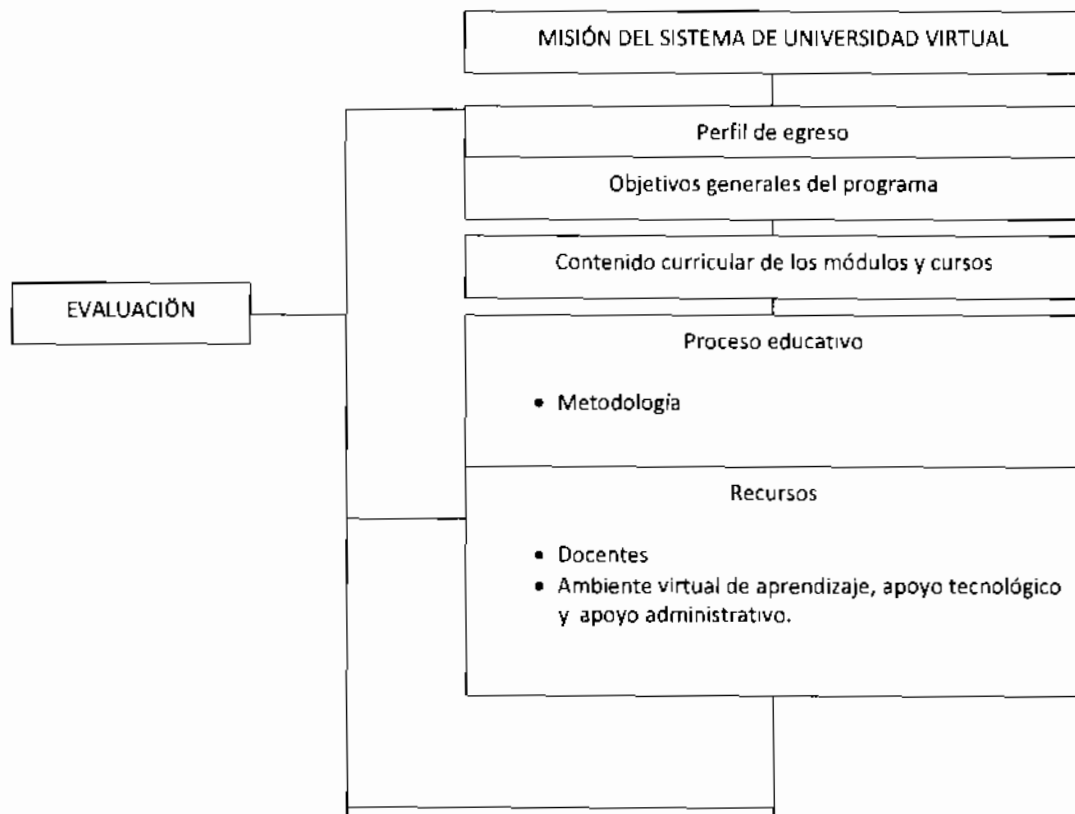 MISIÓN DEL SISTEMA DE UNIVERSIDAD VIRTUAL
Perfil de egreso
Objetivos generales del programa
Contenido curricular de los módulos y cursos
EVALUACIÓN
Proceso educativo
• Metodología
Recursos
• Docentes
• Ambiente virtual de aprendizaje, apoyo tecnológico
y apoyo administrativo.